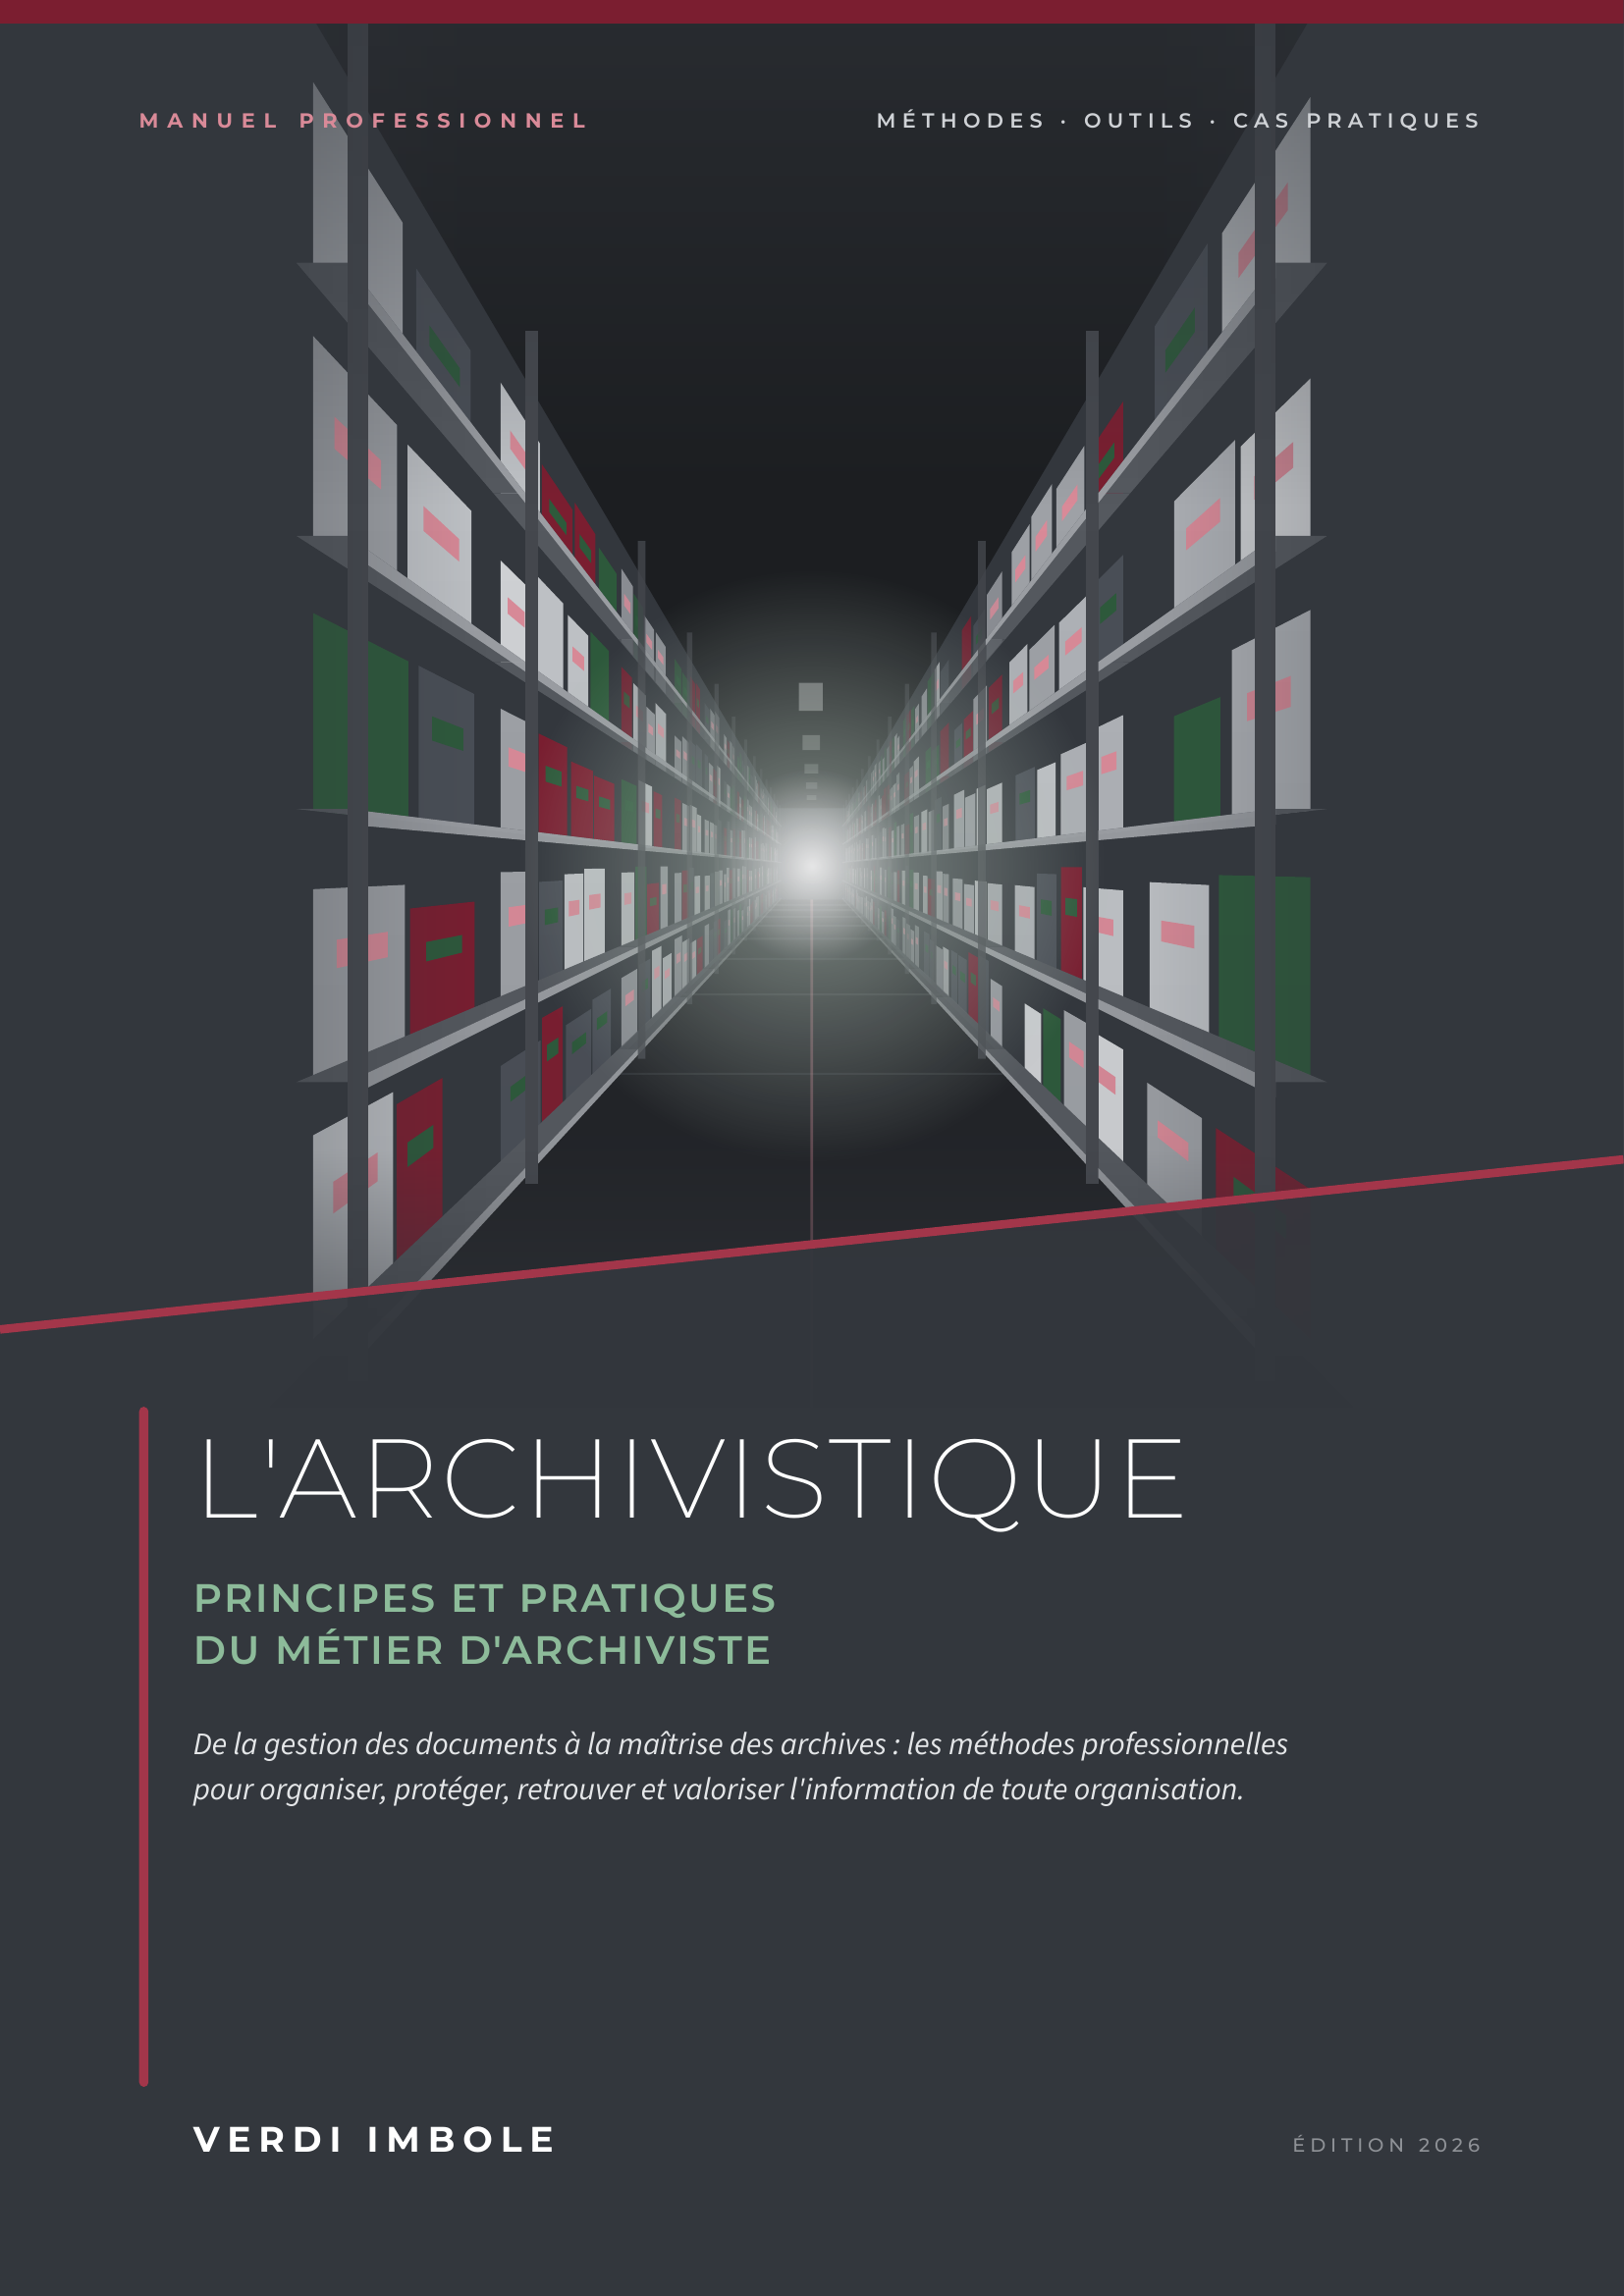 MANUEL PROFESSIONNEL
MÉTHODES · OUTILS · CAS PRATIQUES
L'ARCHIVISTIQUE
PRINCIPES ET PRATIQUES
DU MÉTIER D'ARCHIVISTE
De la gestion des documents à la maîtrise des archives : les méthodes professionnelles
pour organiser, protéger, retrouver et valoriser l'information de toute organisation.
VERDI IMBOLE
ÉDITION 2026